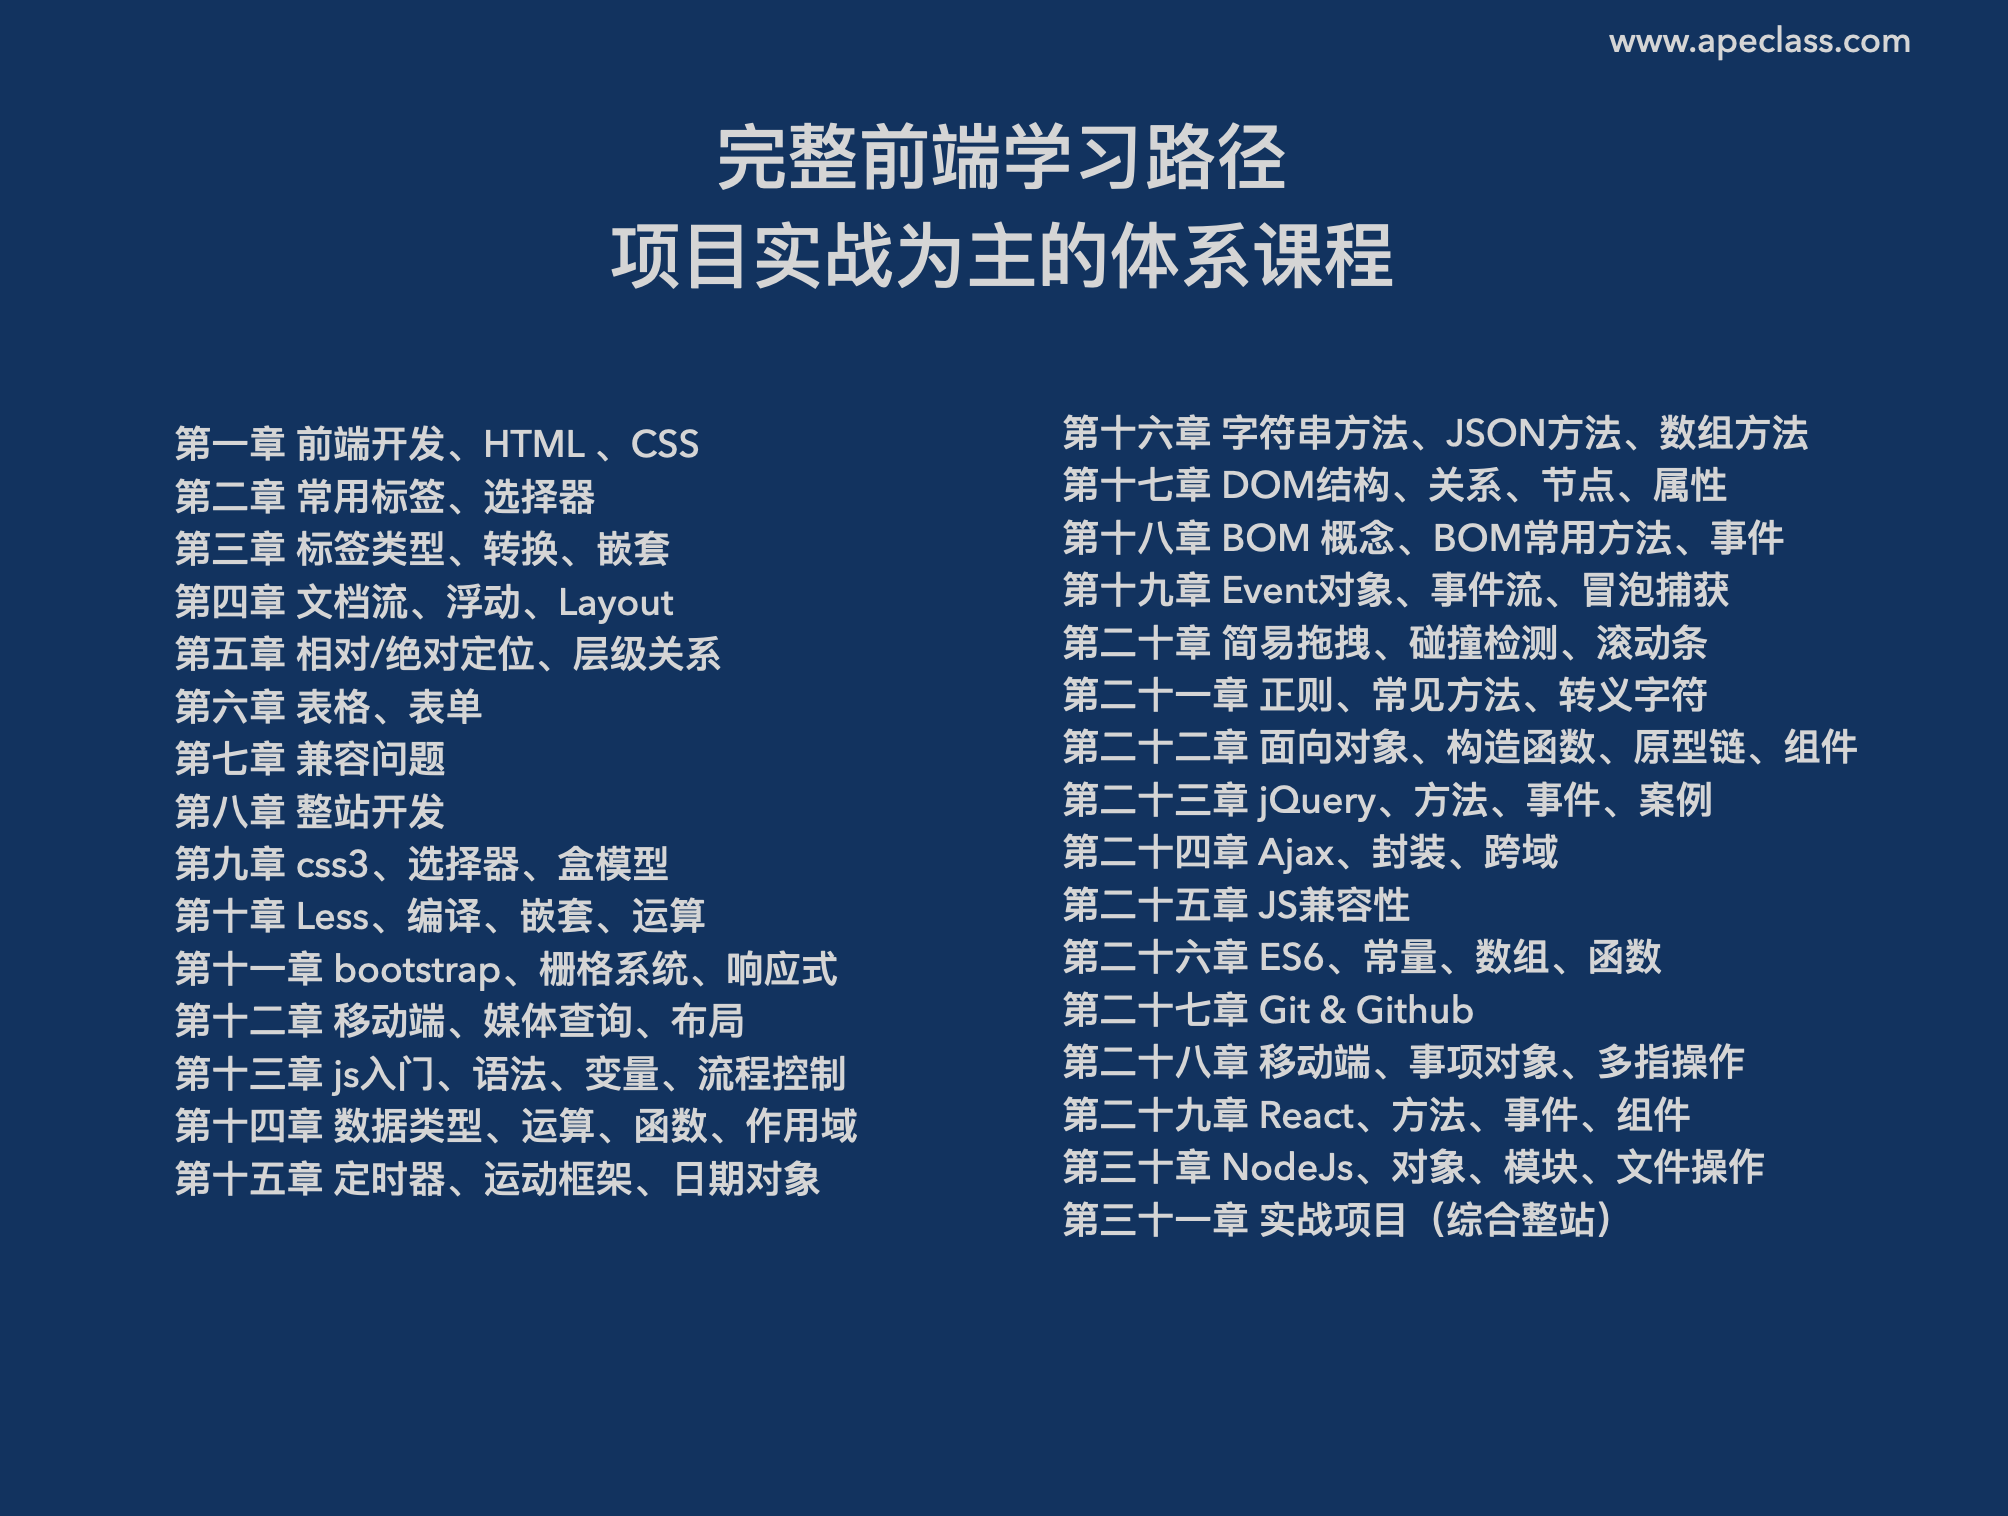 www.apeclass.com
完整前端学习路径
项目实战为主的体系课程
第一章 前端开发、HTML 、CSS
第二章 常用标签、选择器
第三章 标签类型、转换、嵌套
第四章 文档流、浮动、Layout
第五章 相对/绝对定位、层级关系
第六章 表格、表单
第七章 兼容问题
第八章 整站开发
第九章 css3、选择器、盒模型
第十章 Less、编译、嵌套、运算
第十一章 bootstrap、栅格系统、响应式
第十二章 移动端、媒体查询、布局
第十三章 js入门、语法、变量、流程控制
第十四章 数据类型、运算、函数、作用域
第十五章 定时器、运动框架、日期对象
第十六章 字符串方法、JSON方法、数组方法
第十七章 DOM结构、关系、节点、属性
第十八章 BOM 概念、BOM常用方法、事件
第十九章 Event对象、事件流、冒泡捕获
第二十章 简易拖拽、碰撞检测、滚动条
第二十一章 正则、常见方法、转义字符
第二十二章 面向对象、构造函数、原型链、组件
第二十三章 jQuery、方法、事件、案例
第二十四章 Ajax、封装、跨域
第二十五章 JS兼容性
第二十六章 ES6、常量、数组、函数
第二十七章 Git & Github
第二十八章 移动端、事项对象、多指操作
第二十九章 React、方法、事件、组件
第三十章 NodeJs、对象、模块、文件操作
第三十一章 实战项目（综合整站）